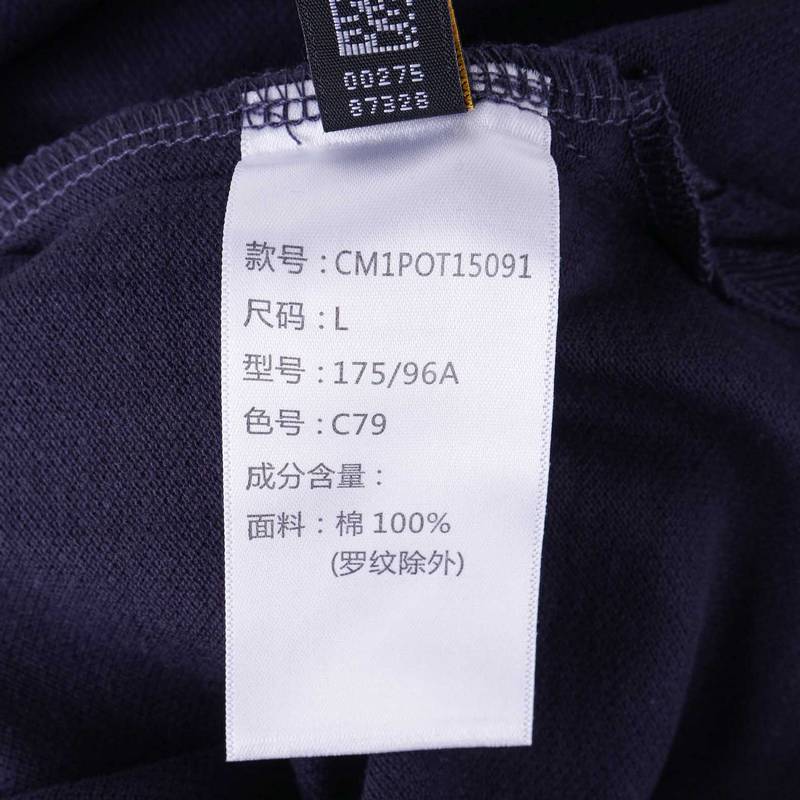 00275
87328
款号：CM1POT15091
尺码：L
型号：175/96A
色号：C79
成分含量：
面料：棉 100%
(罗纹除外)